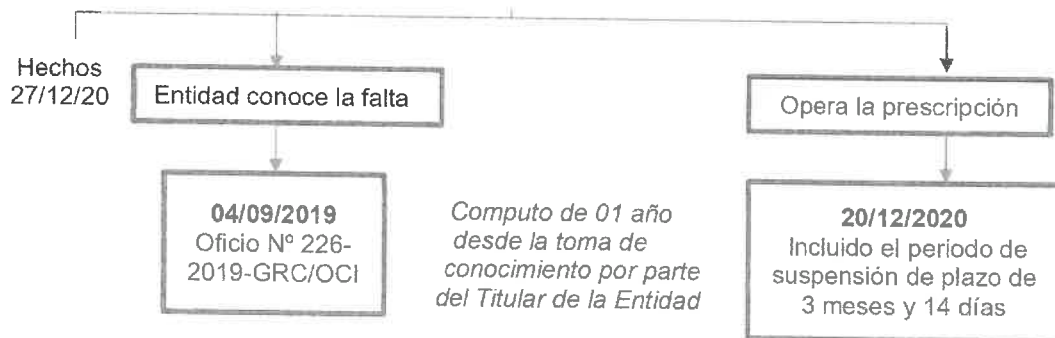 Hechos
27/12/20
Entidad conoce la falta
04/09/2019
Oficio Nº 226-
2019-GRC/OCI
Computo de 01 año
desde la toma de
conocimiento por parte
del Titular de la Entidad
Opera la prescripción
20/12/2020
Incluido el periodo de
suspensión de plazo de
3 meses y 14 días